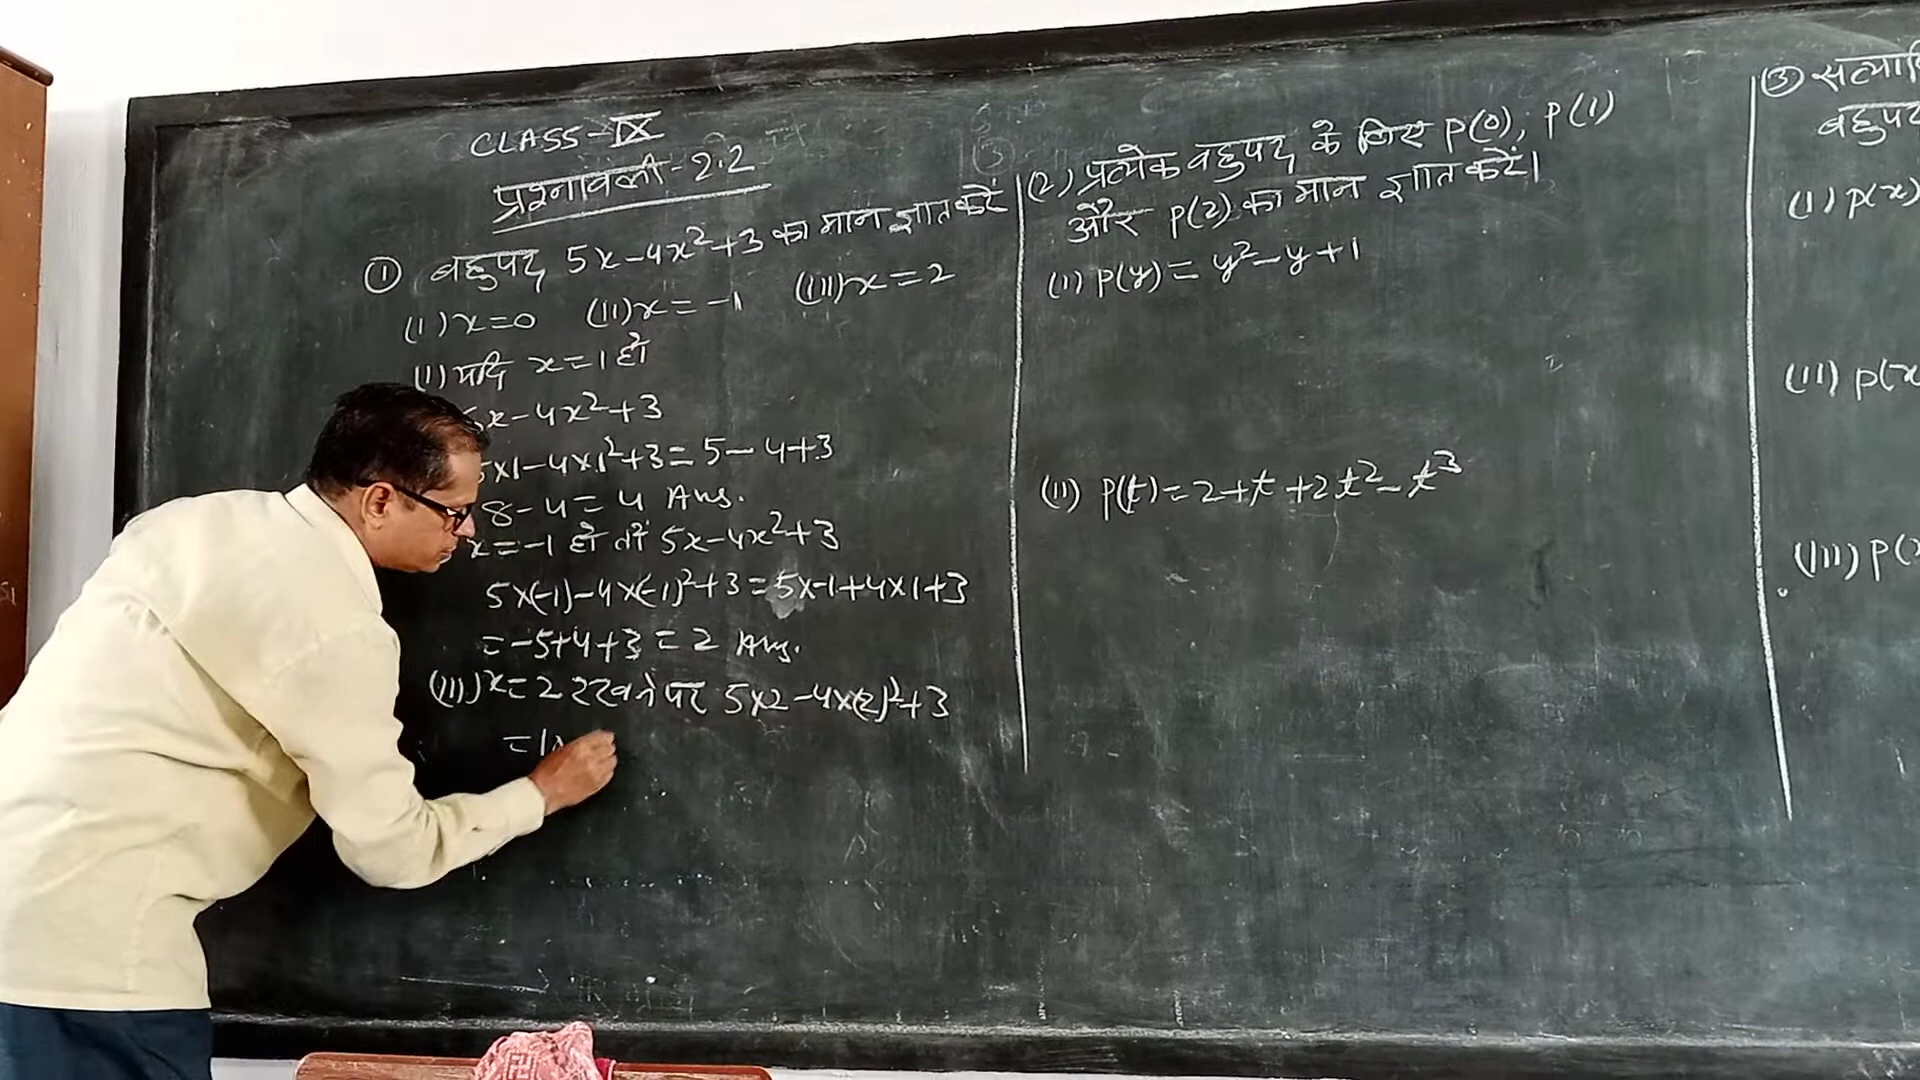 CLASS-IX
प्रश्नावली-2.2
① बहुपद 5x-4x²+3 का मान ज्ञात करें
(i) x=0 (ii) x=-1 (iii) x=2
(i) यदि x=1 हो
5x-4x²+3
5×1-4×1²+3=5-4+3
8-4=4 Ans.
x=-1 हो तो 5x-4x²+3
5×(-1)-4×(-1)²+3=5×-1+4×1+3
=-5+4+3=2 Ans.
(iii) x=2 रखने पर 5×2-4×(2)²+3
=1
(2) प्रत्येक बहुपद के लिए p(0), p(1)
और p(2) का मान ज्ञात करें।
(i) p(y)=y²-y+1
(ii) p(t)=2+t+2t²-t³
③
बहुपद
(i) p(x)
(ii) p(x
(iii) p(x